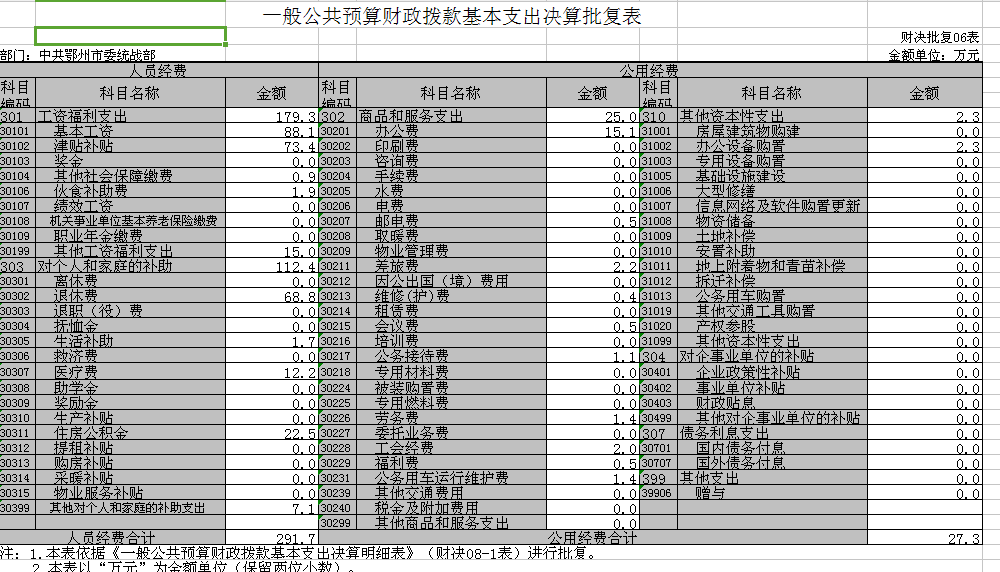 一般公共预算财政拨款基本支出决算批复表
财决批复06表
部门：中共鄂州市委统战部 金额单位：万元
人员经费 公用经费
科目编码 科目名称 金额 科目编码 科目名称 金额 科目编码 科目名称 金额
301 工资福利支出 179.3 302 商品和服务支出 25.0 310 其他资本性支出 2.3
30101 基本工资 88.1 30201 办公费 15.1 31001 房屋建筑物购建 0.0
30102 津贴补贴 73.4 30202 印刷费 0.0 31002 办公设备购置 2.3
30103 奖金 0.0 30203 咨询费 0.0 31003 专用设备购置 0.0
30104 其他社会保障缴费 0.9 30204 手续费 0.0 31005 基础设施建设 0.0
30106 伙食补助费 1.9 30205 水费 0.0 31006 大型修缮 0.0
30107 绩效工资 0.0 30206 电费 0.0 31007 信息网络及软件购置更新 0.0
30108 机关事业单位基本养老保险缴费 0.0 30207 邮电费 0.5 31008 物资储备 0.0
30109 职业年金缴费 0.0 30208 取暖费 0.0 31009 土地补偿 0.0
30199 其他工资福利支出 15.0 30209 物业管理费 0.0 31010 安置补助 0.0
303 对个人和家庭的补助 112.4 30211 差旅费 2.2 31011 地上附着物和青苗补偿 0.0
30301 离休费 0.0 30212 因公出国（境）费用 0.0 31012 拆迁补偿 0.0
30302 退休费 68.8 30213 维修(护)费 0.4 31013 公务用车购置 0.0
30303 退职（役）费 0.0 30214 租赁费 0.0 31019 其他交通工具购置 0.0
30304 抚恤金 0.0 30215 会议费 0.5 31020 产权参股 0.0
30305 生活补助 1.7 30216 培训费 0.0 31099 其他资本性支出 0.0
30306 救济费 0.0 30217 公务接待费 1.1 304 对企事业单位的补贴 0.0
30307 医疗费 12.2 30218 专用材料费 0.0 30401 企业政策性补贴 0.0
30308 助学金 0.0 30224 被装购置费 0.0 30402 事业单位补贴 0.0
30309 奖励金 0.0 30225 专用燃料费 0.0 30403 财政贴息 0.0
30310 生产补贴 0.0 30226 劳务费 1.4 30499 其他对企事业单位的补贴 0.0
30311 住房公积金 22.5 30227 委托业务费 0.0 307 债务利息支出 0.0
30312 提租补贴 0.0 30228 工会经费 2.0 30701 国内债务付息 0.0
30313 购房补贴 0.0 30229 福利费 0.5 30707 国外债务付息 0.0
30314 采暖补贴 0.0 30231 公务用车运行维护费 1.4 399 其他支出 0.0
30315 物业服务补贴 0.0 30239 其他交通费用 0.0 39906 赠与 0.0
30399 其他对个人和家庭的补助支出 7.1 30240 税金及附加费用 0.0
30299 其他商品和服务支出 0.0
人员经费合计 291.7 公用经费合计 27.3
注：1.本表依据《一般公共预算财政拨款基本支出决算明细表》（财决08-1表）进行批复。
2.本表以“万元”为金额单位（保留两位小数）。